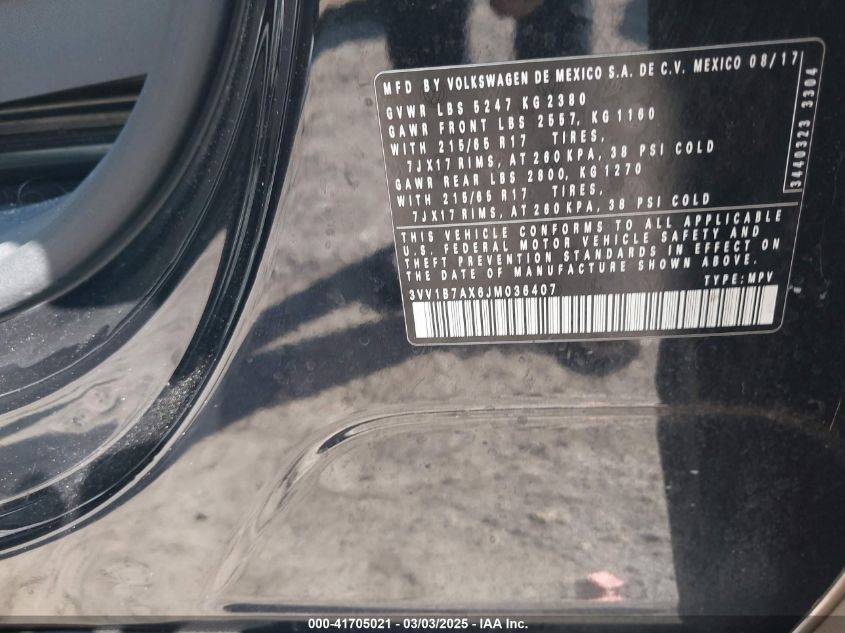 MFD BY VOLKSWAGEN DE MEXICO S.A. DE C.V. MEXICO 08/17
GVWR LBS 5247 KG 2380
GAWR FRONT LBS 2557, KG 1160
WITH 215/65 R17 TIRES,
7JX17 RIMS, AT 260 KPA, 38 PSI COLD
GAWR REAR LBS 2800, KG 1270
WITH 215/65 R17 TIRES,
7JX17 RIMS, AT 260 KPA, 38 PSI COLD
3440323 3304
THIS VEHICLE CONFORMS TO ALL APPLICABLE
U.S. FEDERAL MOTOR VEHICLE SAFETY AND
THEFT PREVENTION STANDARDS IN EFFECT ON
THE DATE OF MANUFACTURE SHOWN ABOVE.
3VV1B7AX6JM036407 TYPE: MPV
000-41705021 - 03/03/2025 - IAA Inc.